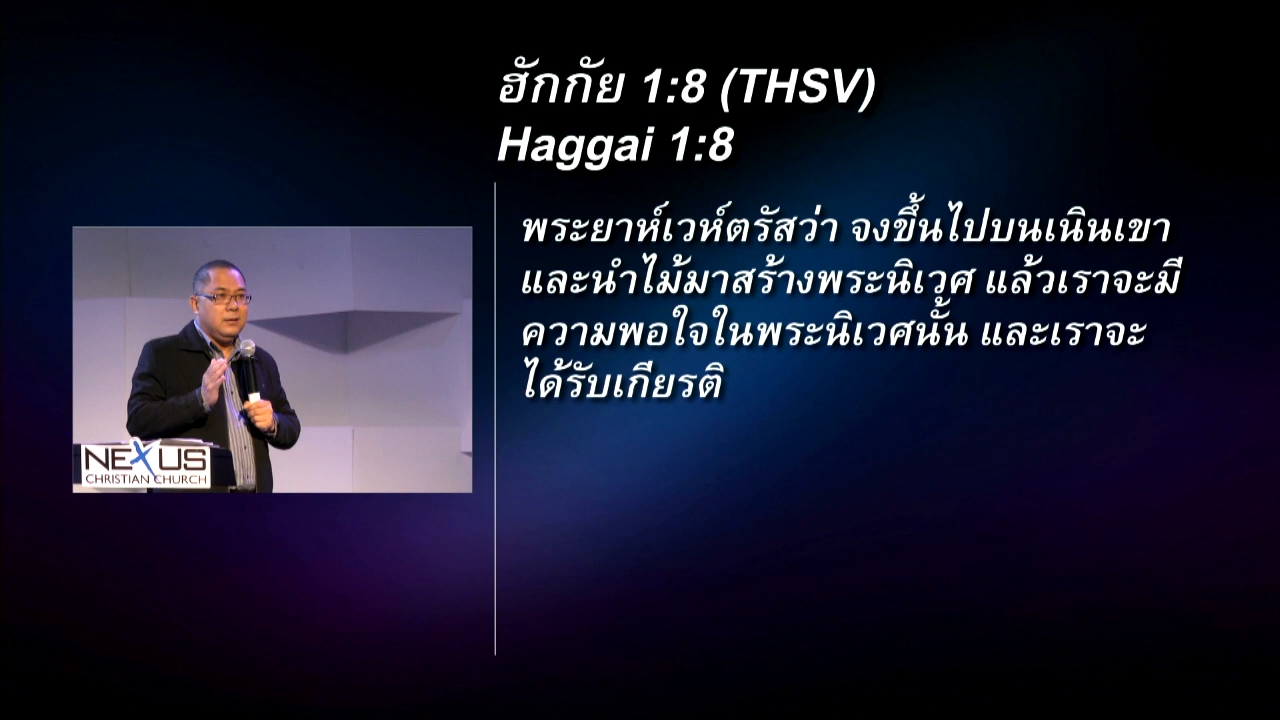 ฮักกัย 1:8 (THSV)
Haggai 1:8
พระยาห์เวห์ตรัสว่า จงขึ้นไปบนเนินเขา
และนำไม้มาสร้างพระนิเวศ แล้วเราจะมี
ความพอใจในพระนิเวศนั้น และเราจะ
ได้รับเกียรติ
NEXUS
CHRISTIAN CHURCH